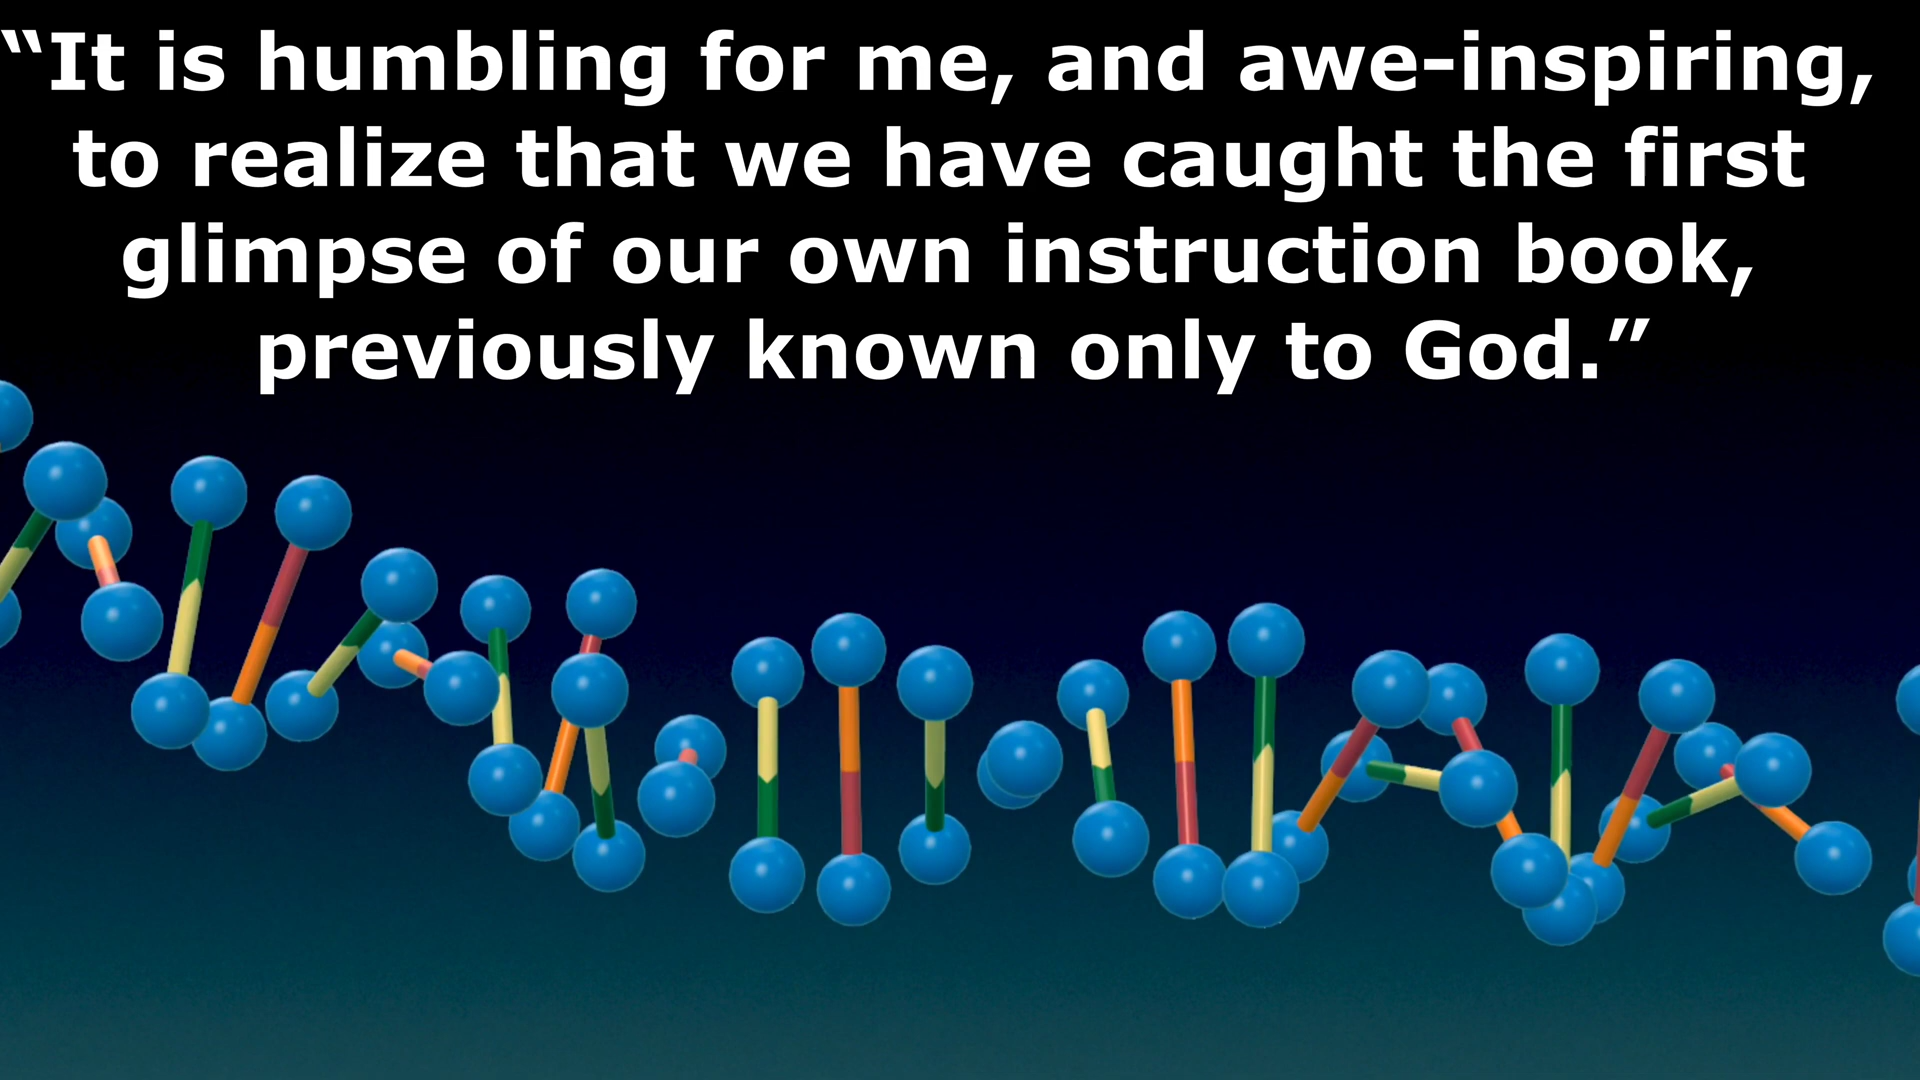 “It is humbling for me, and awe-inspiring,
to realize that we have caught the first
glimpse of our own instruction book,
previously known only to God.”